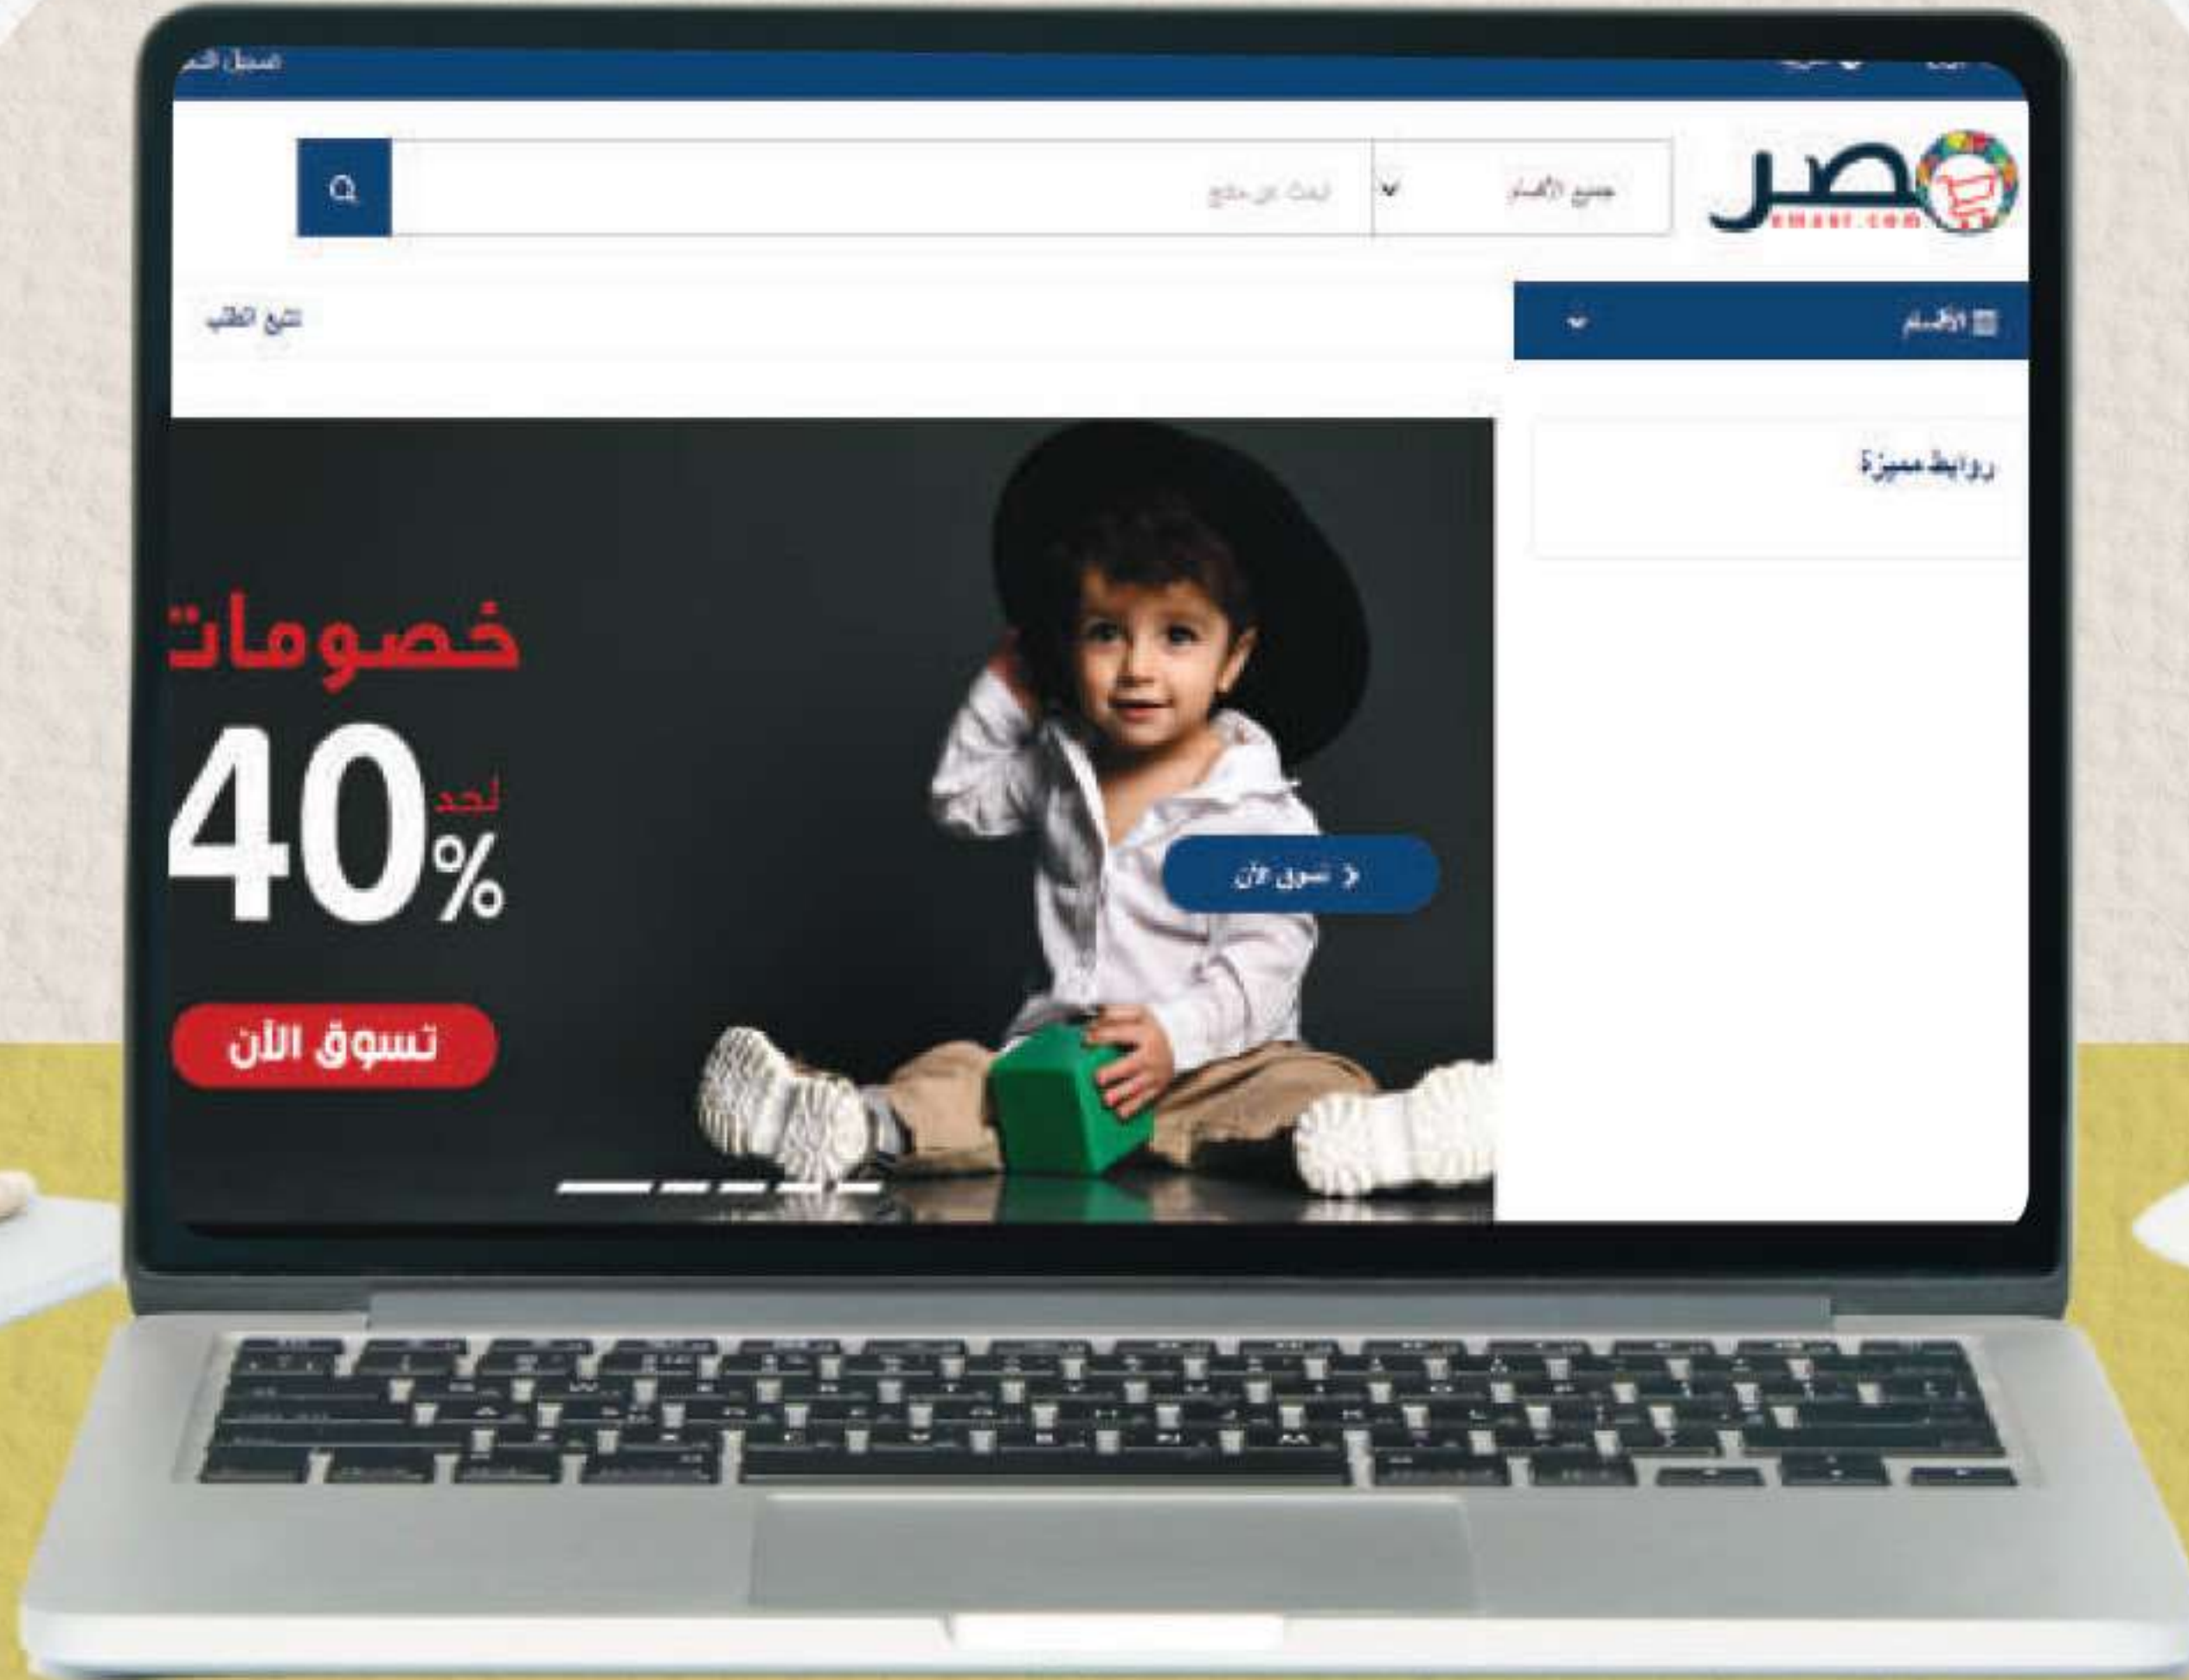 مصر
emasr.com
جميع الأقسام
ابحث عن منتج
الأقسام
تتبع الطلب
روابط مميزة
خصومات
لحد
40%
تسوق الآن
تسوق الآن